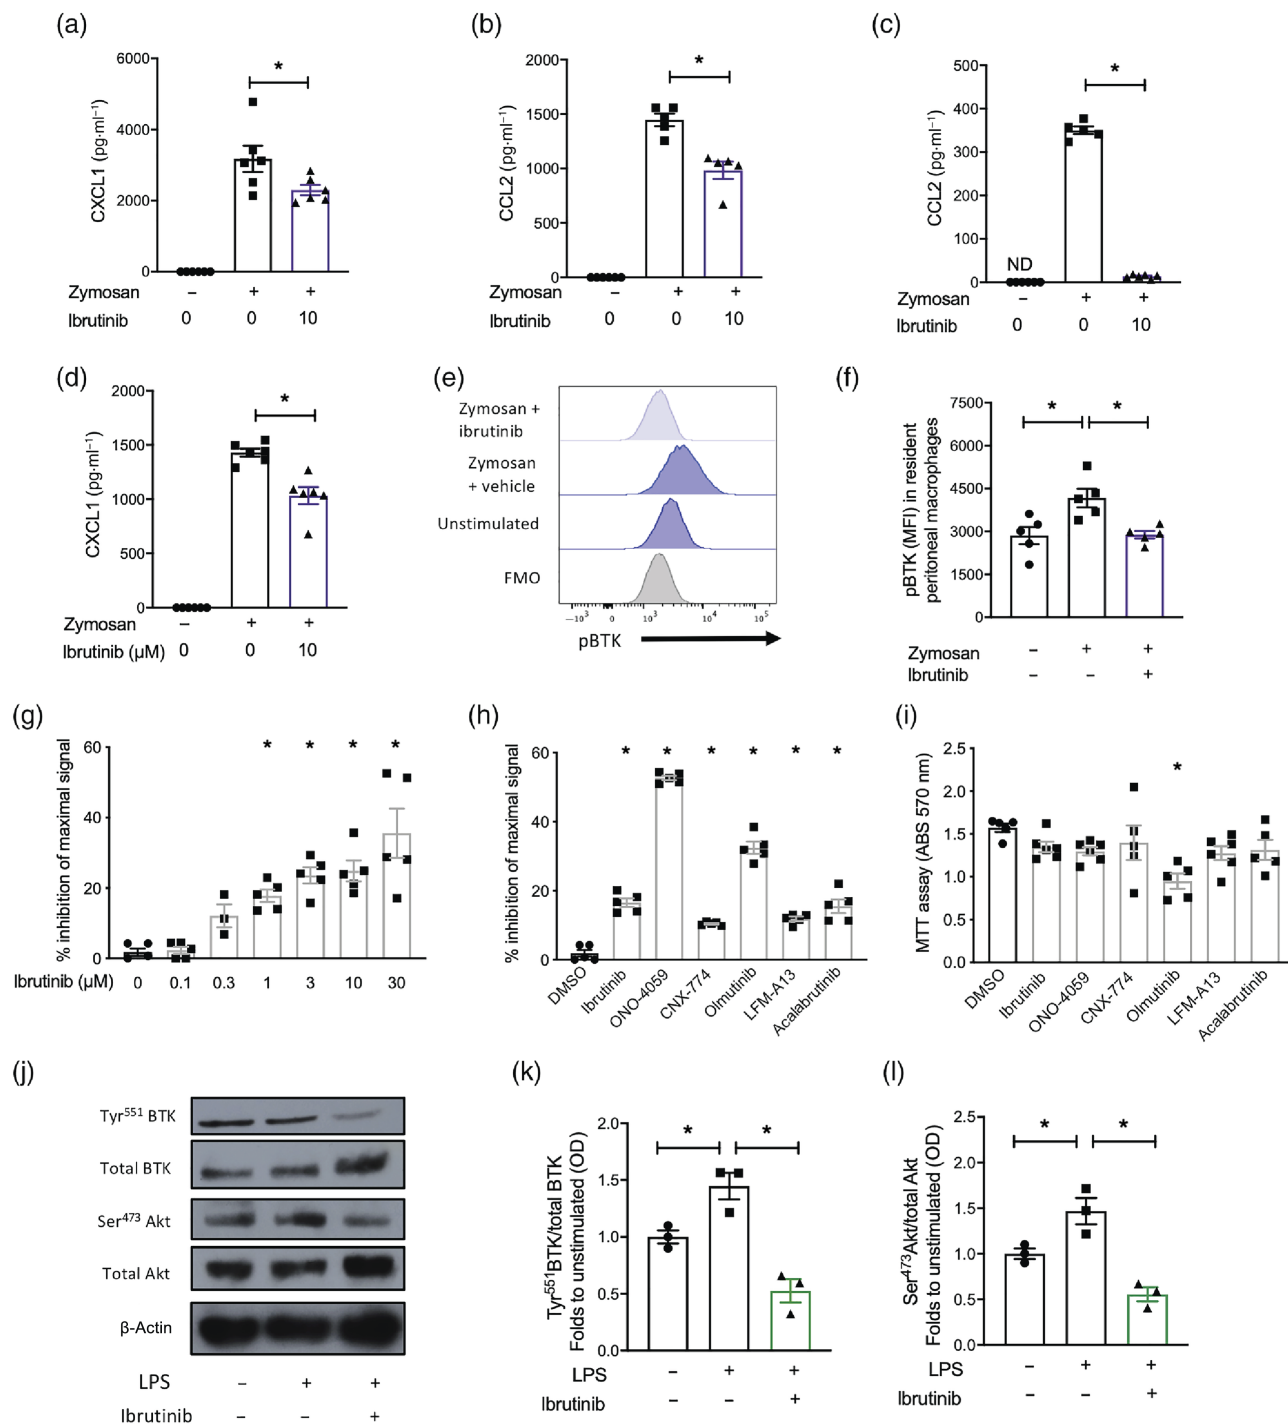 (a)
6000
4000
2000
0
CXCL1 (pg·ml⁻¹)
*
Zymosan – + +
Ibrutinib 0 0 10
(b)
2000
1500
1000
500
0
CCL2 (pg·ml⁻¹)
*
Zymosan – + +
Ibrutinib 0 0 10
(c)
500
400
300
200
100
0
CCL2 (pg·ml⁻¹)
*
ND
Zymosan – + +
Ibrutinib 0 0 10
(d)
2000
1500
1000
500
0
CXCL1 (pg·ml⁻¹)
*
Zymosan – + +
Ibrutinib (µM) 0 0 10
(e)
Zymosan +
ibrutinib
Zymosan
+ vehicle
Unstimulated
FMO
–10³ 0 10³ 10⁴ 10⁵
pBTK
(f)
7500
6000
4500
3000
1500
0
pBTK (MFI) in resident
peritoneal macrophages
* *
Zymosan – + +
Ibrutinib – – +
(g)
60
40
20
0
% inhibition of maximal signal
* * * *
Ibrutinib (µM) 0 0.1 0.3 1 3 10 30
(h)
60
40
20
0
% inhibition of maximal signal
* * * * * *
DMSO
Ibrutinib
ONO-4059
CNX-774
Olmutinib
LFM-A13
Acalabrutinib
(i)
2.5
2.0
1.5
1.0
0.5
0.0
MTT assay (ABS 570 nm)
*
DMSO
Ibrutinib
ONO-4059
CNX-774
Olmutinib
LFM-A13
Acalabrutinib
(j)
Tyr⁵⁵¹ BTK
Total BTK
Ser⁴⁷³ Akt
Total Akt
β-Actin
LPS – + +
Ibrutinib – – +
(k)
2.0
1.5
1.0
0.5
0.0
Tyr⁵⁵¹BTK/total BTK
Folds to unstimulated (OD)
* *
LPS – + +
Ibrutinib – – +
(l)
2.5
2.0
1.5
1.0
0.5
0.0
Ser⁴⁷³Akt/total Akt
Folds to unstimulated (OD)
* *
LPS – + +
Ibrutinib – – +